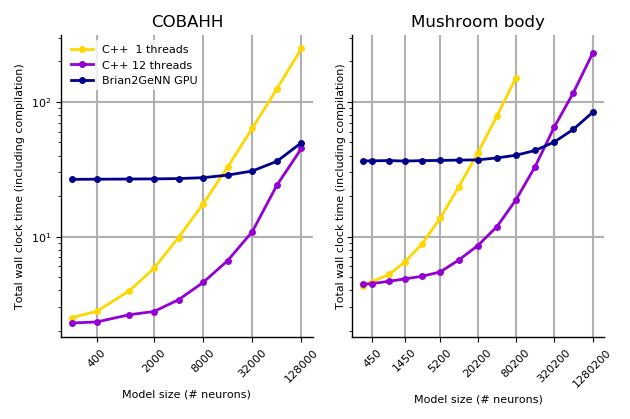 COBAHH
Total wall clock time (including compilation)
10²
10¹
C++  1 threads
C++ 12 threads
Brian2GeNN GPU
400
2000
8000
32000
128000
Model size (# neurons)
Mushroom body
Total wall clock time (including compilation)
10²
10¹
450
1450
5200
20200
80200
320200
1280200
Model size (# neurons)